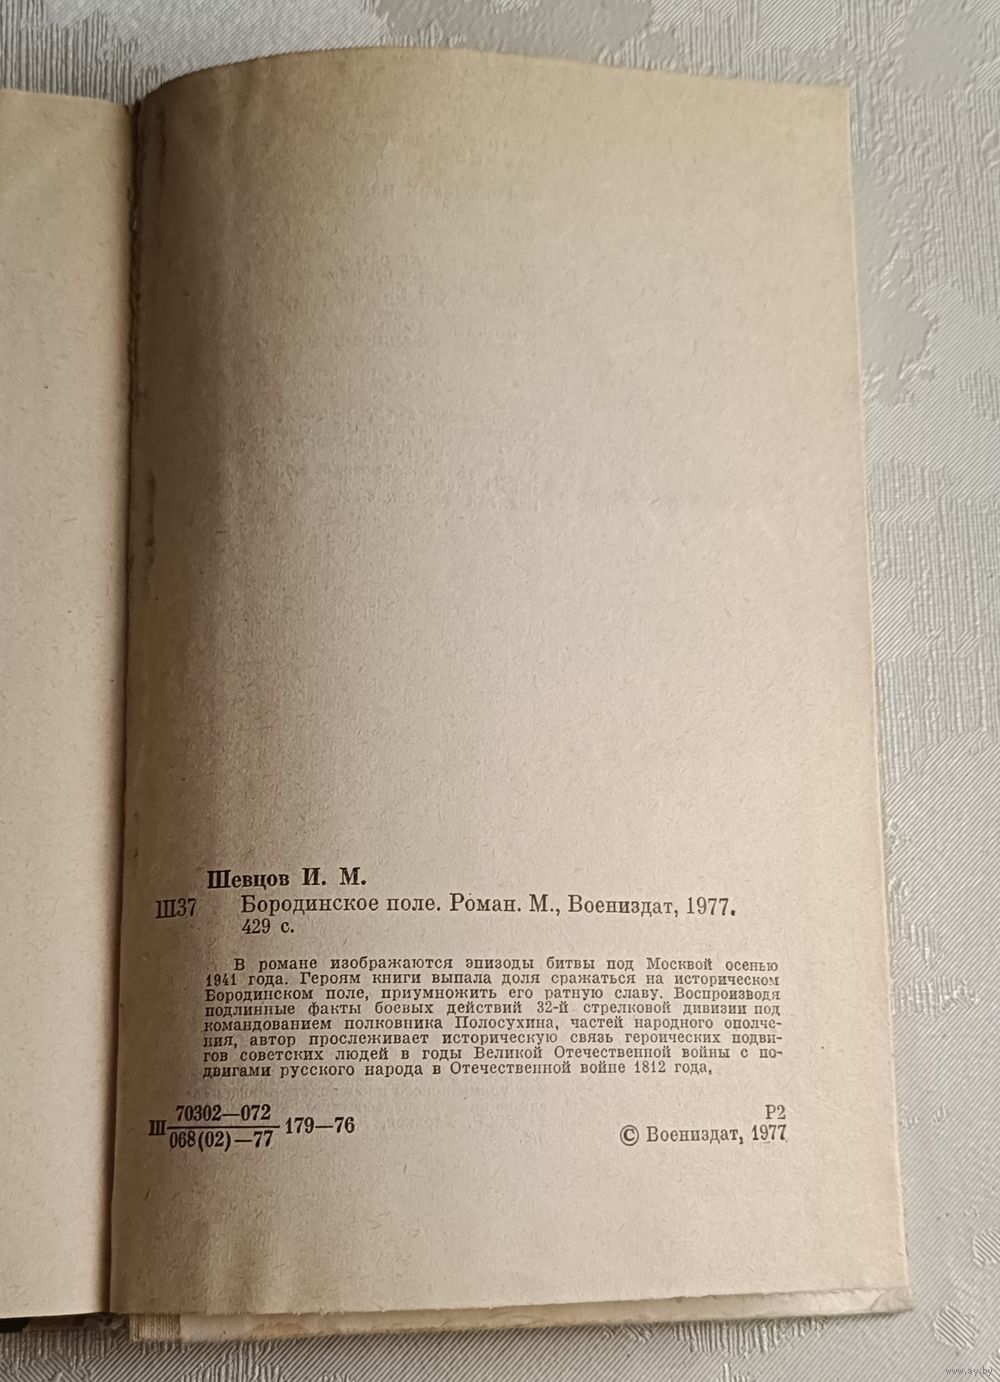 Шевцов И. М.
Ш37 Бородинское поле. Роман. М., Воениздат, 1977.
429 с.
В романе изображаются эпизоды битвы под Москвой осенью
1941 года. Героям книги выпала доля сражаться на историческом
Бородинском поле, приумножить его ратную славу. Воспроизводя
подлинные факты боевых действий 32-й стрелковой дивизии под
командованием полковника Полосухина, частей народного ополче-
ния, автор прослеживает историческую связь героических подви-
гов советских людей в годы Великой Отечественной войны с по-
двигами русского народа в Отечественной войне 1812 года.
70302—072
Ш 179—76
068(02)—77
Р2
© Воениздат, 1977
www.ay.by